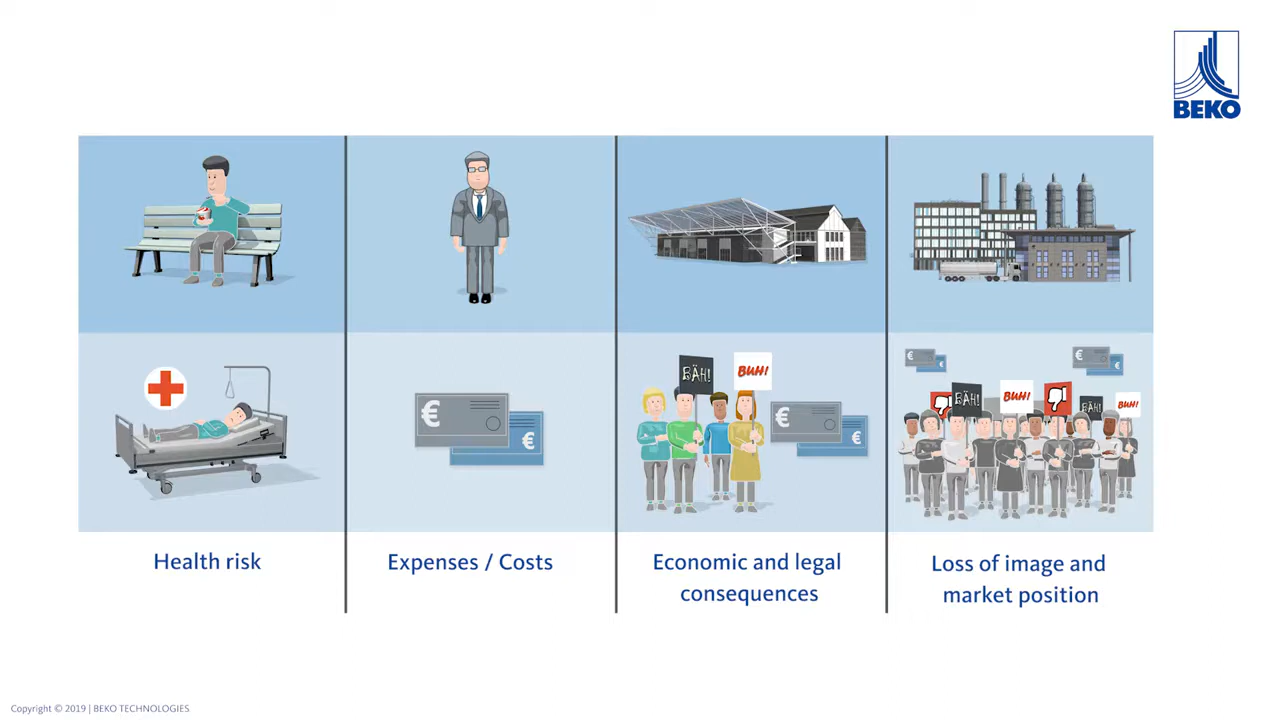 BEKO
€
€
BÄH!
BUH!
€
€
€
€
€
€
BÄH!
BUH!
BÄH!
BUH!
Health risk
Expenses / Costs
Economic and legal
consequences
Loss of image and
market position
Copyright © 2019 | BEKO TECHNOLOGIES